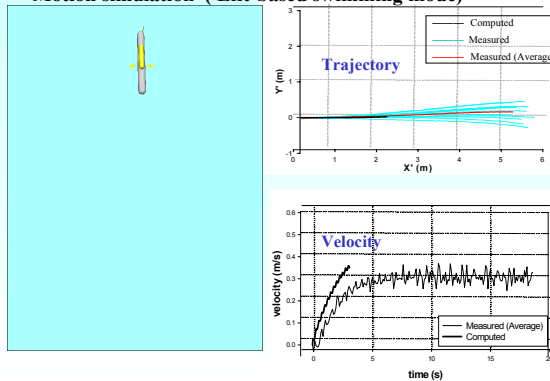 Motion simulation (Lift-based swimming mode)
3
2
1
0
-1
Y' (m)
Trajectory
Computed
Measured
Measured (Average)
0 1 2 3 4 5 6
X' (m)
0.6
0.5
0.4
0.3
0.2
0.1
0.0
velocity (m/s)
Velocity
Measured (Average)
Computed
0 5 10 15 2
time (s)